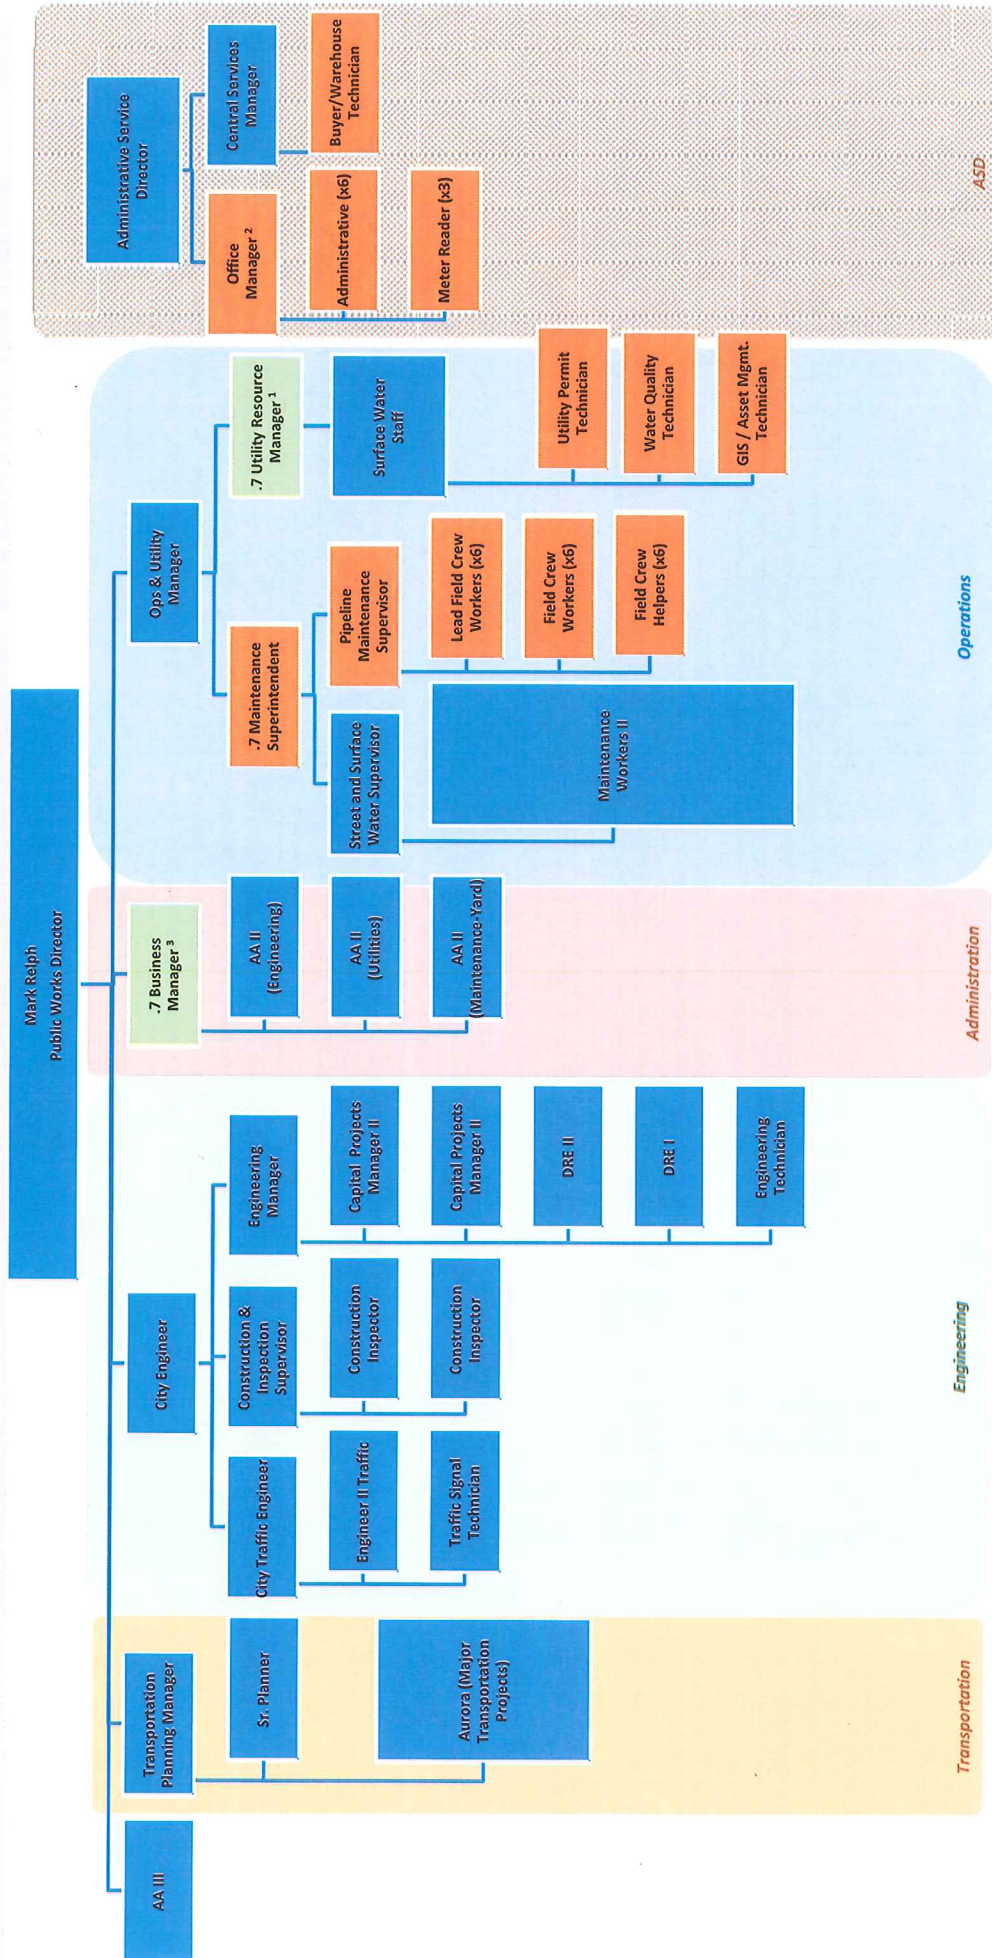 Mark Relph
Public Works Director
AA III
Transportation
Planning Manager
Sr. Planner
Aurora (Major
Transportation
Projects)
Transportation
City Engineer
City Traffic Engineer
Engineer II Traffic
Traffic Signal
Technician
Construction &
Inspection
Supervisor
Construction
Inspector
Construction
Inspector
Engineering
Manager
Capital Projects
Manager II
Capital Projects
Manager II
DRE II
DRE I
Engineering
Technician
Engineering
.7 Business
Manager ³
AA II
(Engineering)
AA II
(Utilities)
AA II
(Maintenance-Yard)
Administration
Ops & Utility
Manager
.7 Maintenance
Superintendent
Street and Surface
Water Supervisor
Maintenance
Workers II
Pipeline
Maintenance
Supervisor
Lead Field Crew
Workers (x6)
Field Crew
Workers (x6)
Field Crew
Helpers (x6)
.7 Utility Resource
Manager ¹
Surface Water
Staff
Utility Permit
Technician
Water Quality
Technician
GIS / Asset Mgmt.
Technician
Operations
Administrative Service
Director
Office
Manager ²
Administrative (x6)
Meter Reader (x3)
Central Services
Manager
Buyer/Warehouse
Technician
ASD